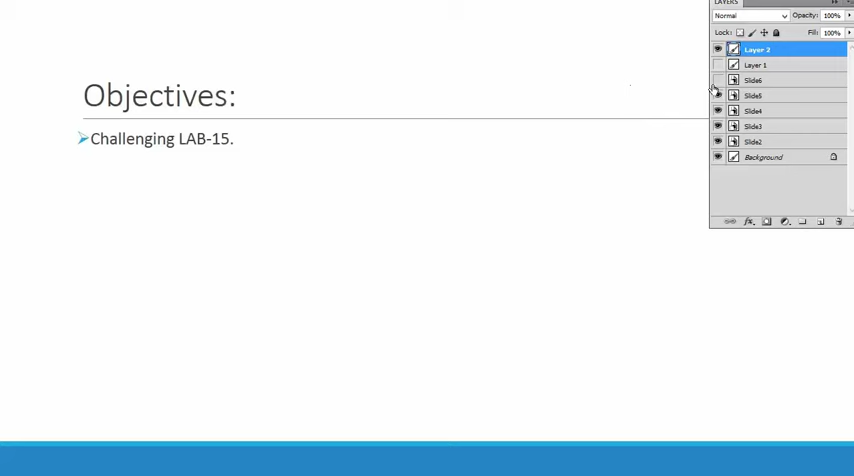 LAYERS
Normal Opacity: 100%
Lock: Fill: 100%
Layer 2
Layer 1
Objectives:
Slide6
Slide5
Slide4
Slide3
Challenging LAB-15.
Slide2
Background
fx